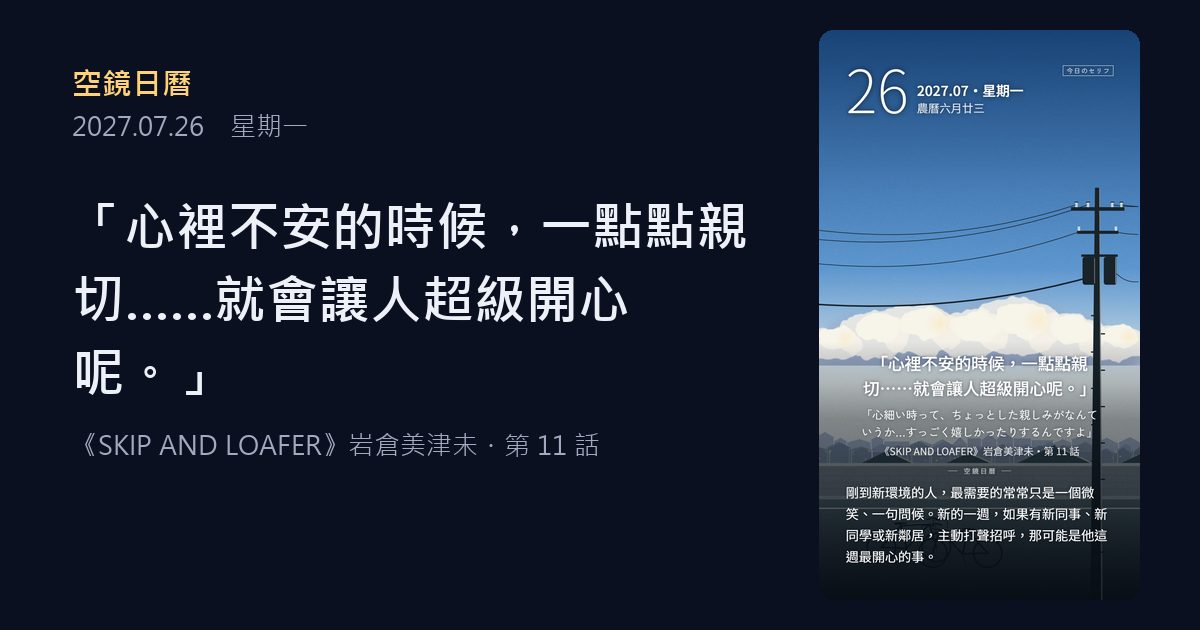 空鏡日曆
2027.07.26 星期一
「心裡不安的時候，一點點親
切……就會讓人超級開心
呢。」
《SKIP AND LOAFER》岩倉美津未・第 11 話
26
2027.07・星期一
農曆六月廿三
今日のセリフ
「心裡不安的時候，一點點親
切……就會讓人超級開心呢。」
「心細い時って、ちょっとした親しみがなんて
いうか…すっごく嬉しかったりするんですよ」
《SKIP AND LOAFER》岩倉美津未・第 11 話
— 空鏡日曆 —
剛到新環境的人，最需要的常常只是一個微
笑、一句問候。新的一週，如果有新同事、新
同學或新鄰居，主動打聲招呼，那可能是他這
週最開心的事。